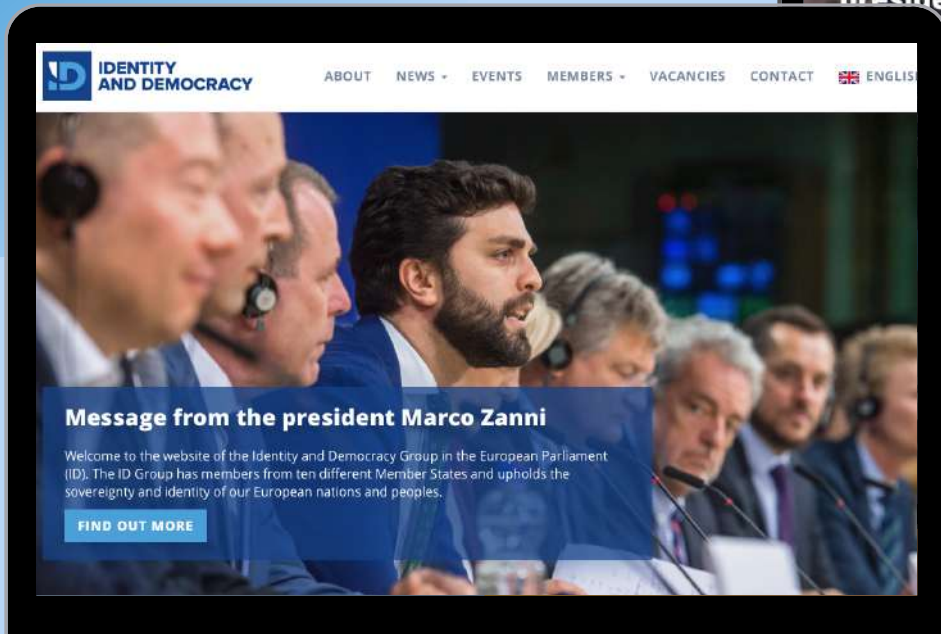 IDENTITY
AND DEMOCRACY
ABOUT NEWS EVENTS MEMBERS VACANCIES CONTACT ENGLIS
Message from the president Marco Zanni
Welcome to the website of the Identity and Democracy Group in the European Parliament
(ID). The ID Group has members from ten different Member States and upholds the
sovereignty and identity of our European nations and peoples.
FIND OUT MORE